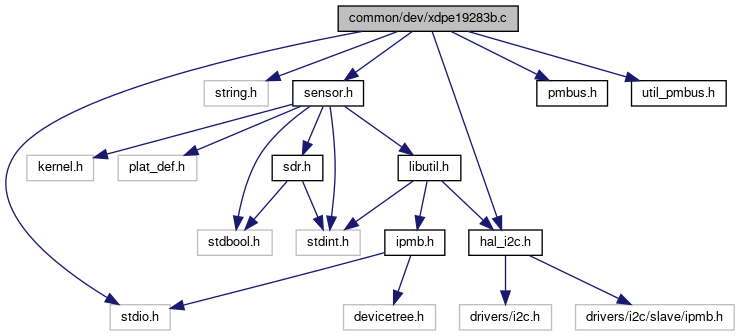 common/dev/xdpe19283b.c
string.h
sensor.h
pmbus.h
util_pmbus.h
kernel.h
plat_def.h
sdr.h
libutil.h
stdbool.h
stdint.h
ipmb.h
hal_i2c.h
stdio.h
devicetree.h
drivers/i2c.h
drivers/i2c/slave/ipmb.h